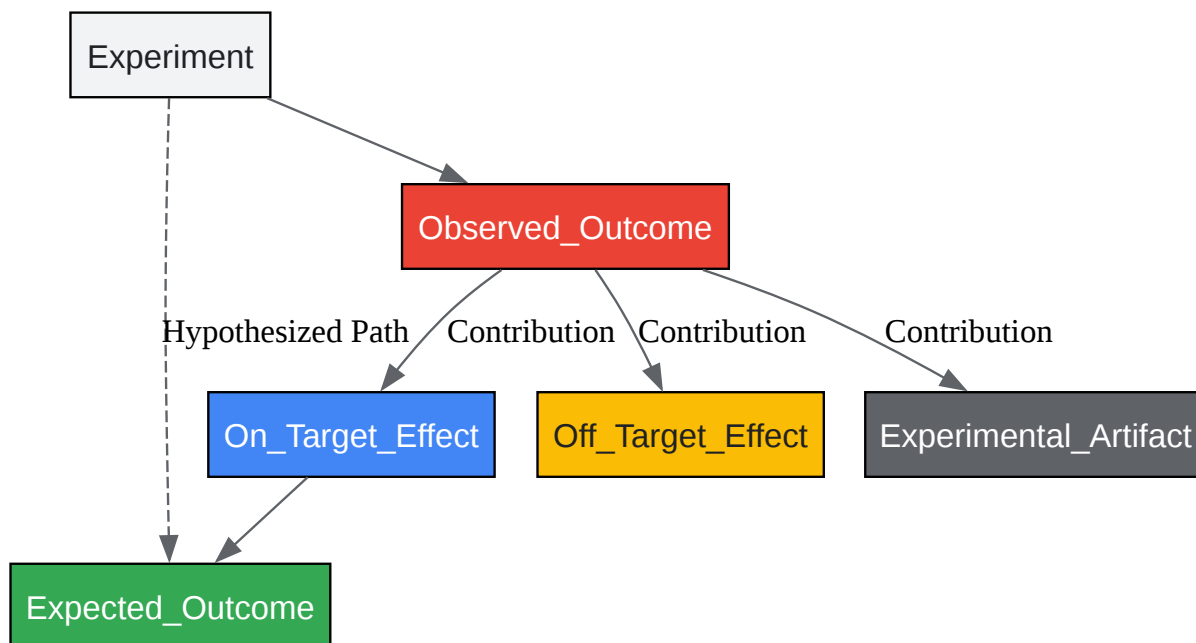 Experiment
Observed_Outcome
Hypothesized Path
Contribution
Contribution
Contribution
On_Target_Effect
Off_Target_Effect
Experimental_Artifact
Expected_Outcome